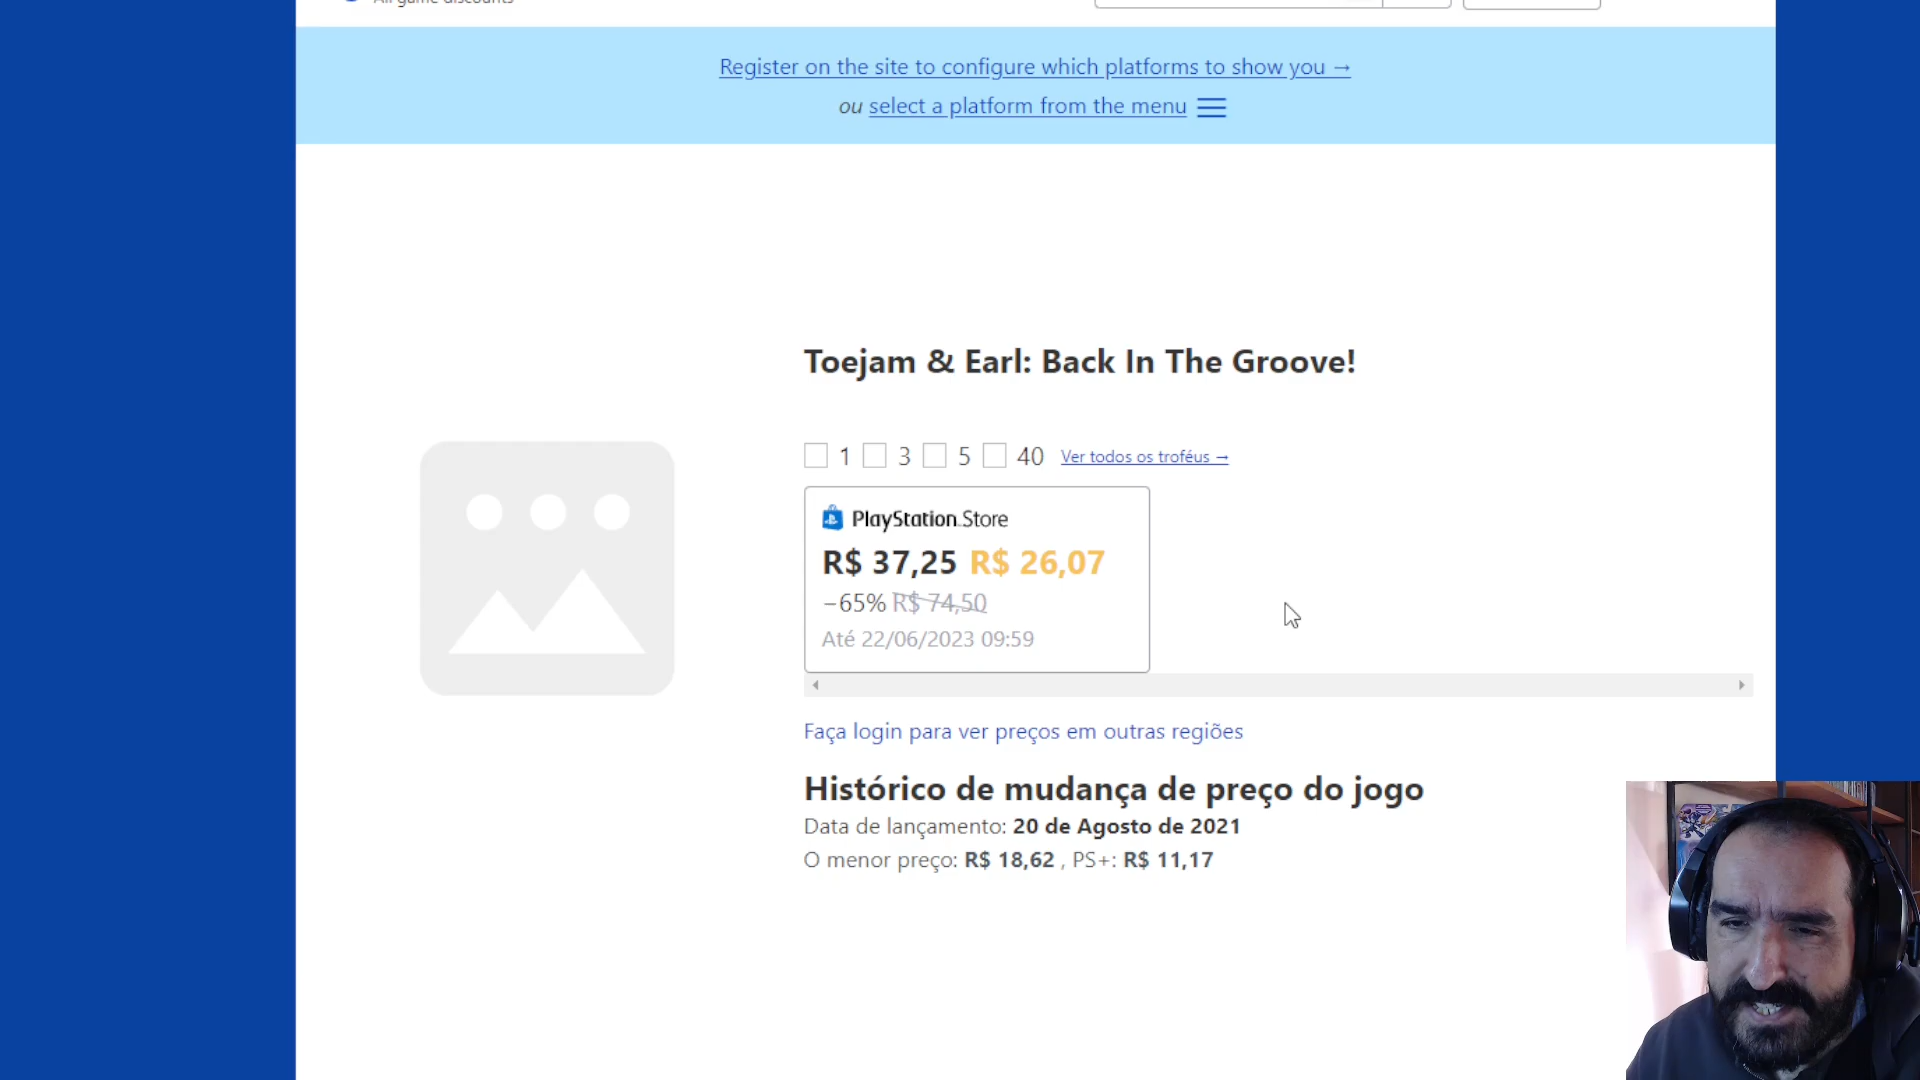 All game discounts
Register on the site to configure which platforms to show you →
ou select a platform from the menu
Toejam & Earl: Back In The Groove!
1 3 5 40 Ver todos os troféus →
PlayStation Store
R$ 37,25 R$ 26,07
−65% R$ 74,50
Até 22/06/2023 09:59
Faça login para ver preços em outras regiões
Histórico de mudança de preço do jogo
Data de lançamento: 20 de Agosto de 2021
O menor preço: R$ 18,62 , PS+: R$ 11,17